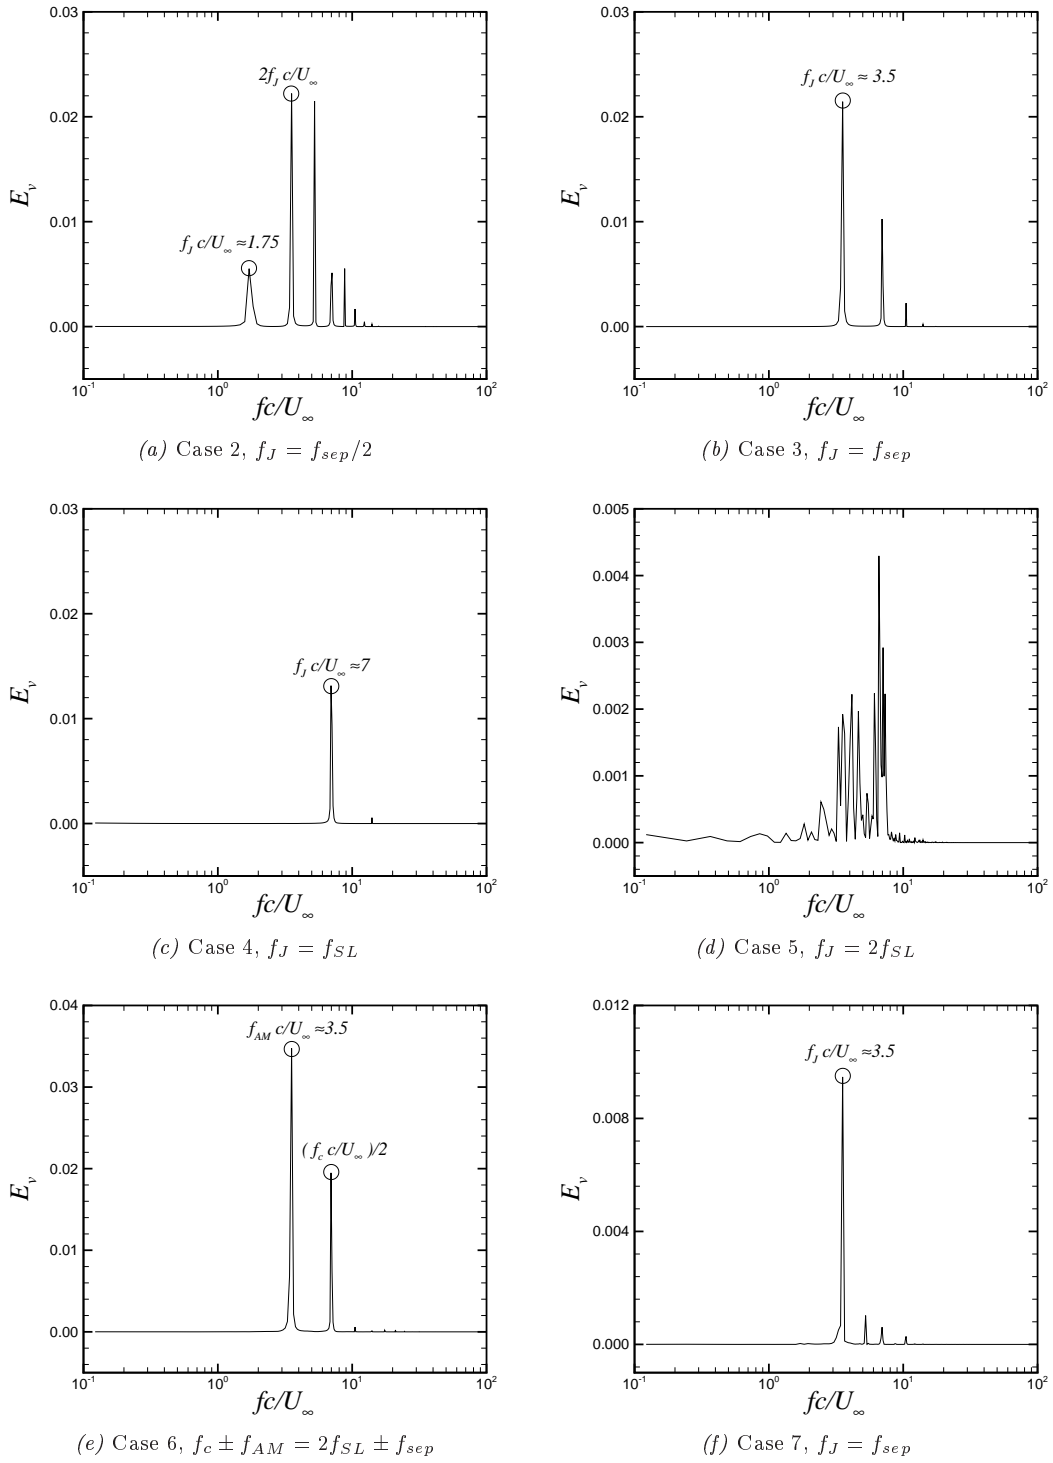 0.03
0.02
0.01
0.00
E_v
2f_J c/U_∞
f_J c/U_∞ ≈1.75
10^-1 10^0 10^1 10^2
fc/U_∞
(a) Case 2, f_J = f_sep/2
0.03
0.02
0.01
0.00
E_v
f_J c/U_∞ ≈ 3.5
10^-1 10^0 10^1 10^2
fc/U_∞
(b) Case 3, f_J = f_sep
0.03
0.02
0.01
0.00
E_v
f_J c/U_∞ ≈7
10^-1 10^0 10^1 10^2
fc/U_∞
(c) Case 4, f_J = f_SL
0.005
0.004
0.003
0.002
0.001
0.000
E_v
10^-1 10^0 10^1 10^2
fc/U_∞
(d) Case 5, f_J = 2f_SL
0.04
0.03
0.02
0.01
0.00
E_v
f_AM c/U_∞ ≈3.5
(f_c c/U_∞)/2
10^-1 10^0 10^1 10^2
fc/U_∞
(e) Case 6, f_c ± f_AM = 2f_SL ± f_sep
0.012
0.008
0.004
0.000
E_v
f_J c/U_∞ ≈3.5
10^-1 10^0 10^1 10^2
fc/U_∞
(f) Case 7, f_J = f_sep